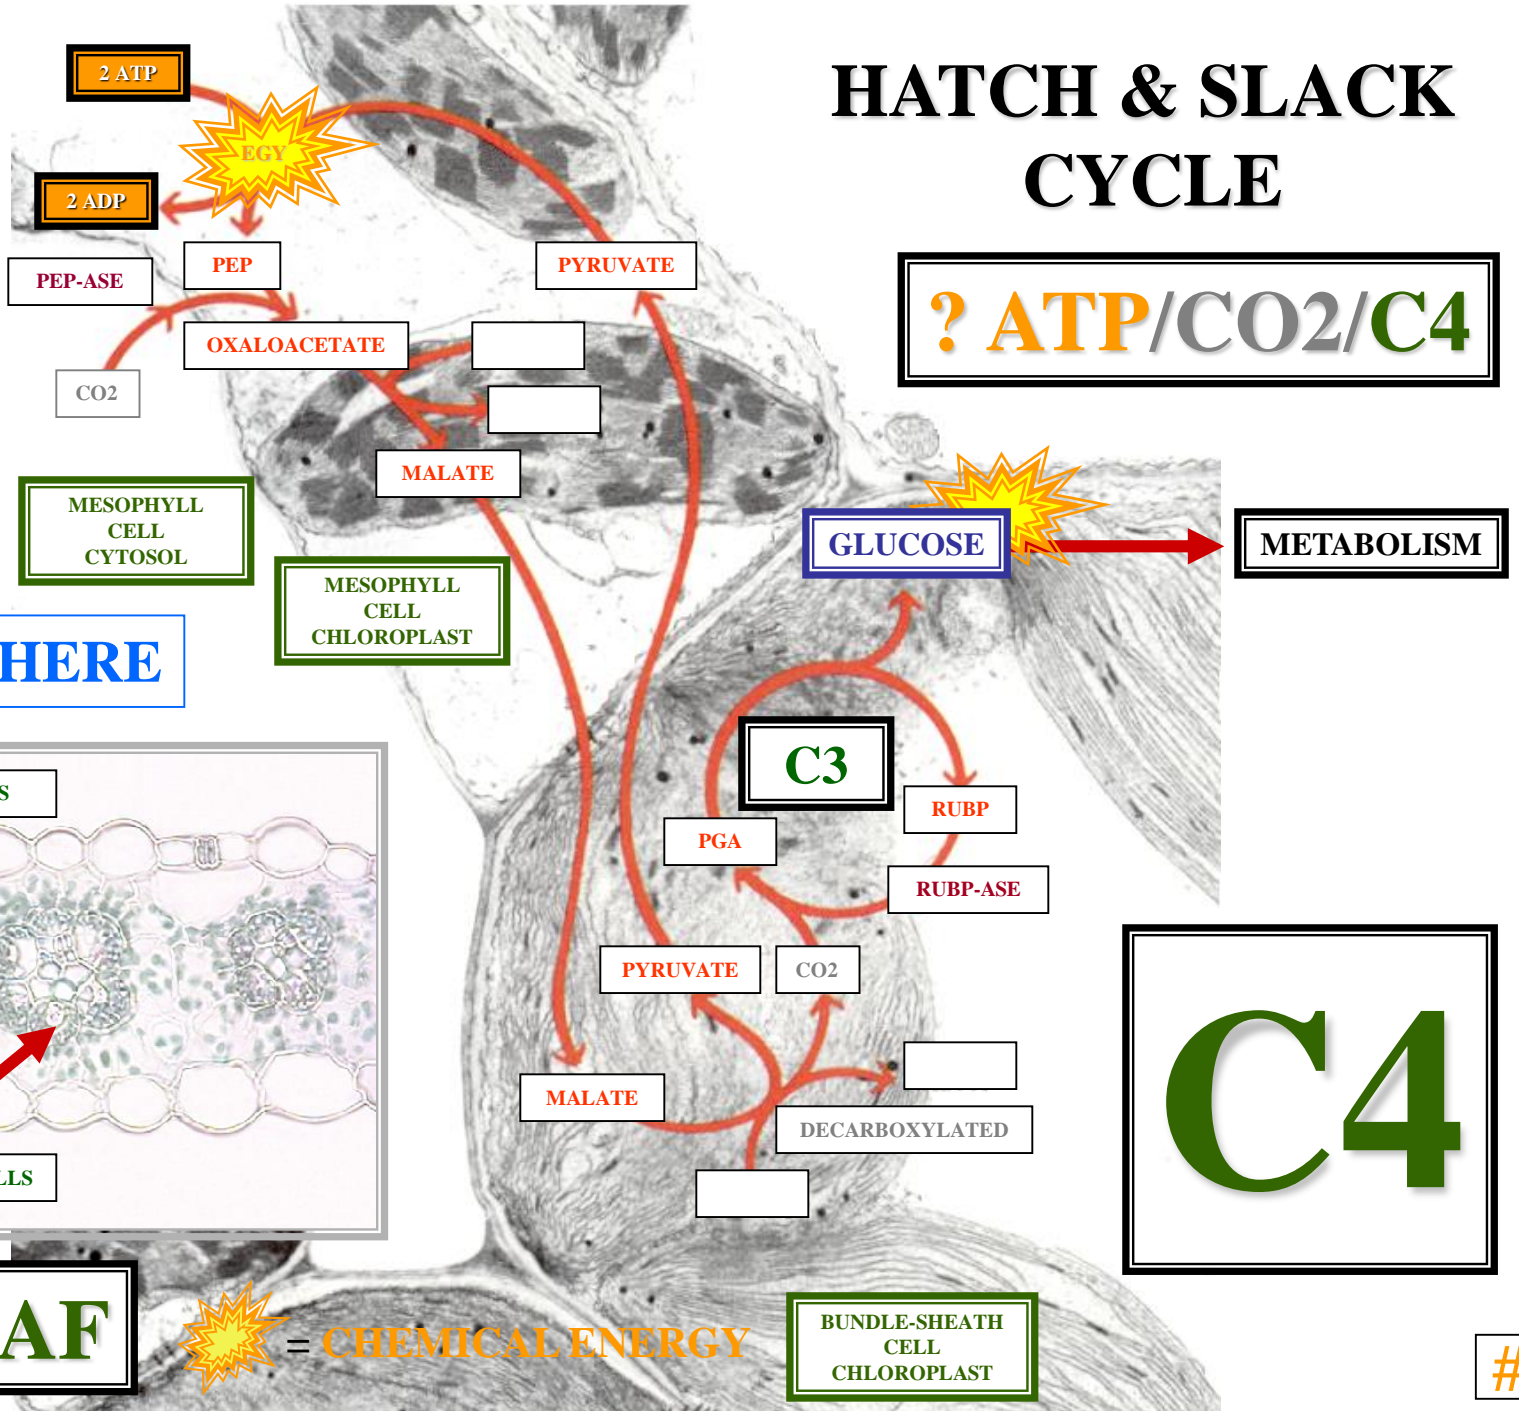 2 ATP
HATCH & SLACK
CYCLE
EGY
2 ADP
PEP-ASE
PEP
PYRUVATE
? ATP/CO2/C4
OXALOACETATE
CO2
MALATE
MESOPHYLL
CELL
CYTOSOL
GLUCOSE
METABOLISM
MESOPHYLL
CELL
CHLOROPLAST
HERE
C3
S
RUBP
PGA
RUBP-ASE
PYRUVATE
CO2
C4
MALATE
DECARBOXYLATED
LLS
AF
= CHEMICAL ENERGY
BUNDLE-SHEATH
CELL
CHLOROPLAST
#